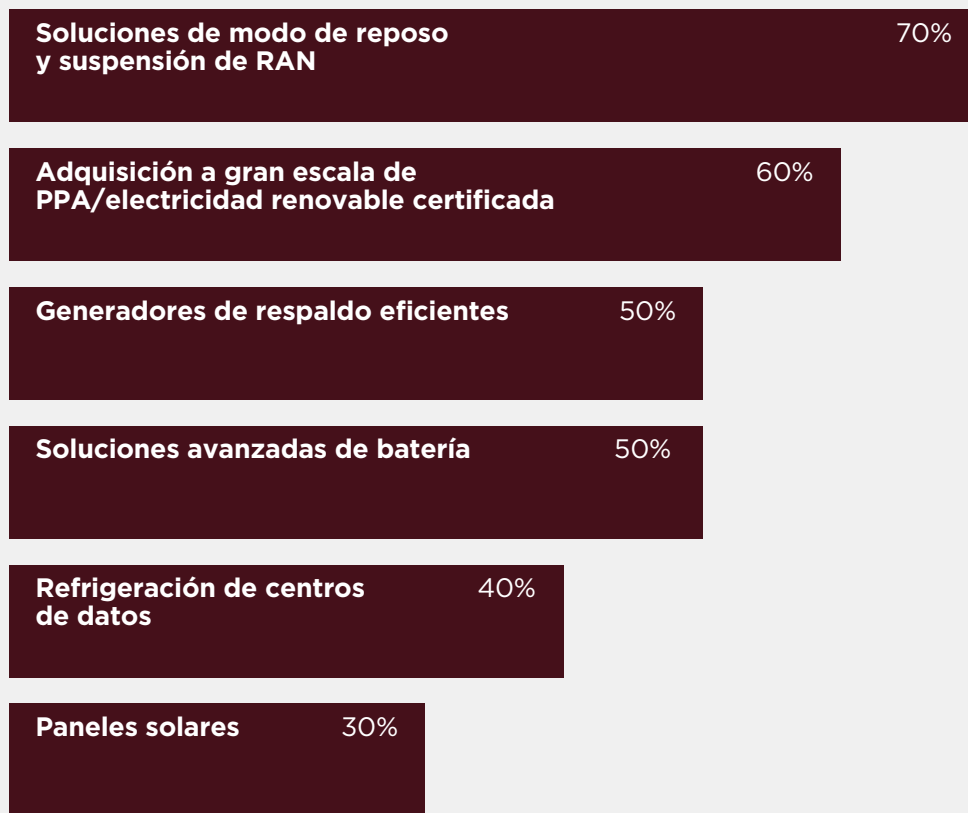 Soluciones de modo de reposo 70%
y suspensión de RAN
Adquisición a gran escala de 60%
PPA/electricidad renovable certificada
Generadores de respaldo eficientes 50%
Soluciones avanzadas de batería 50%
Refrigeración de centros 40%
de datos
Paneles solares 30%